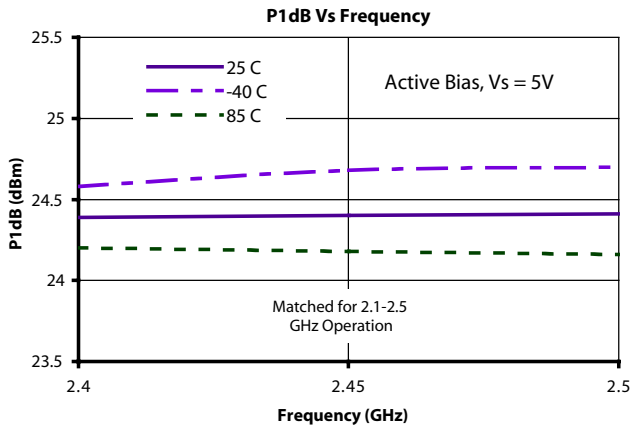 P1dB Vs Frequency
25.5
25
24.5
24
23.5
P1dB (dBm)
25 C
-40 C
85 C
Active Bias, Vs = 5V
Matched for 2.1-2.5
GHz Operation
2.4
2.45
2.5
Frequency (GHz)